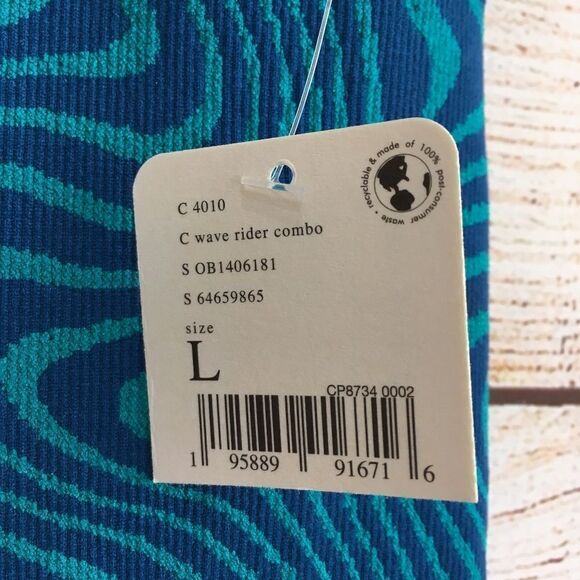 recyclable & made of 100% post-consumer waste •
C 4010
C wave rider combo
S OB1406181
S 64659865
size
L
CP8734 0002
1 95889 91671 6